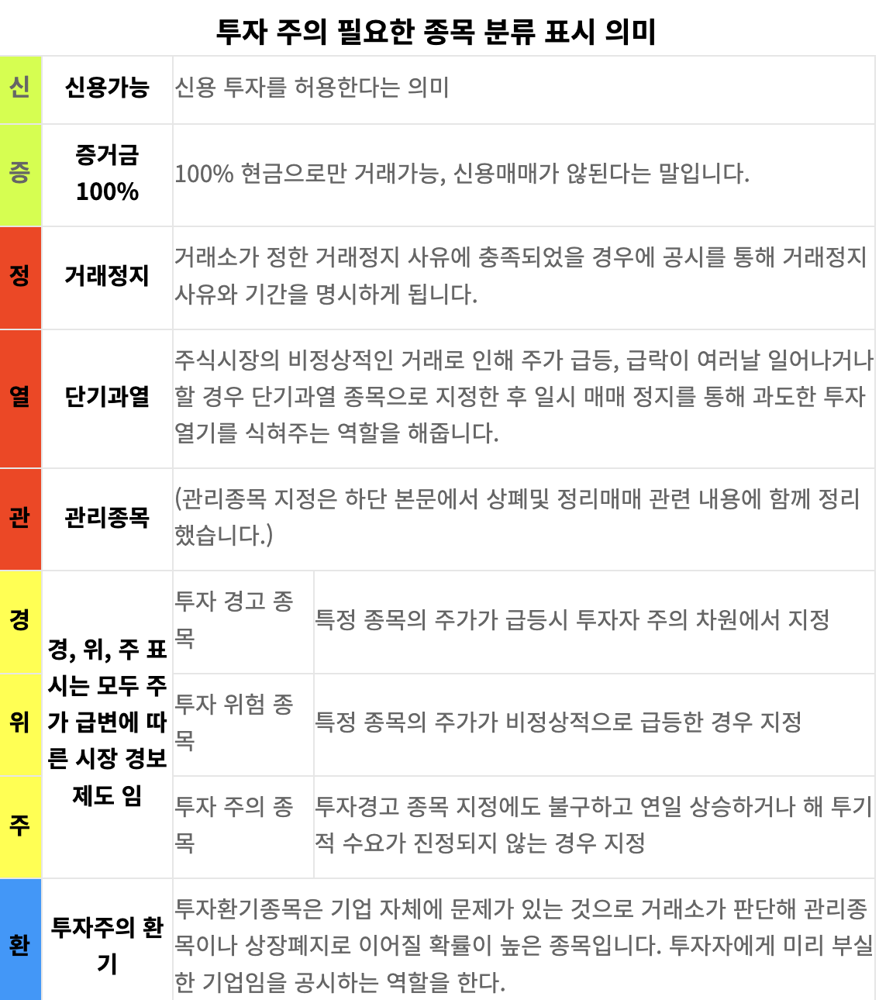 투자 주의 필요한 종목 분류 표시 의미
신
신용가능
신용 투자를 허용한다는 의미
증
증거금
100%
100% 현금으로만 거래가능, 신용매매가 않된다는 말입니다.
정
거래정지
거래소가 정한 거래정지 사유에 충족되었을 경우에 공시를 통해 거래정지
사유와 기간을 명시하게 됩니다.
열
단기과열
주식시장의 비정상적인 거래로 인해 주가 급등, 급락이 여러날 일어나거나
할 경우 단기과열 종목으로 지정한 후 일시 매매 정지를 통해 과도한 투자
열기를 식혀주는 역할을 해줍니다.
관
관리종목
(관리종목 지정은 하단 본문에서 상폐및 정리매매 관련 내용에 함께 정리
했습니다.)
경
경, 위, 주 표
시는 모두 주
가 급변에 따
른 시장 경보
제도 임
투자 경고 종
목
특정 종목의 주가가 급등시 투자자 주의 차원에서 지정
위
투자 위험 종
목
특정 종목의 주가가 비정상적으로 급등한 경우 지정
주
투자 주의 종
목
투자경고 종목 지정에도 불구하고 연일 상승하거나 해 투기
적 수요가 진정되지 않는 경우 지정
환
투자주의 환
기
투자환기종목은 기업 자체에 문제가 있는 것으로 거래소가 판단해 관리종
목이나 상장폐지로 이어질 확률이 높은 종목입니다. 투자자에게 미리 부실
한 기업임을 공시하는 역할을 한다.